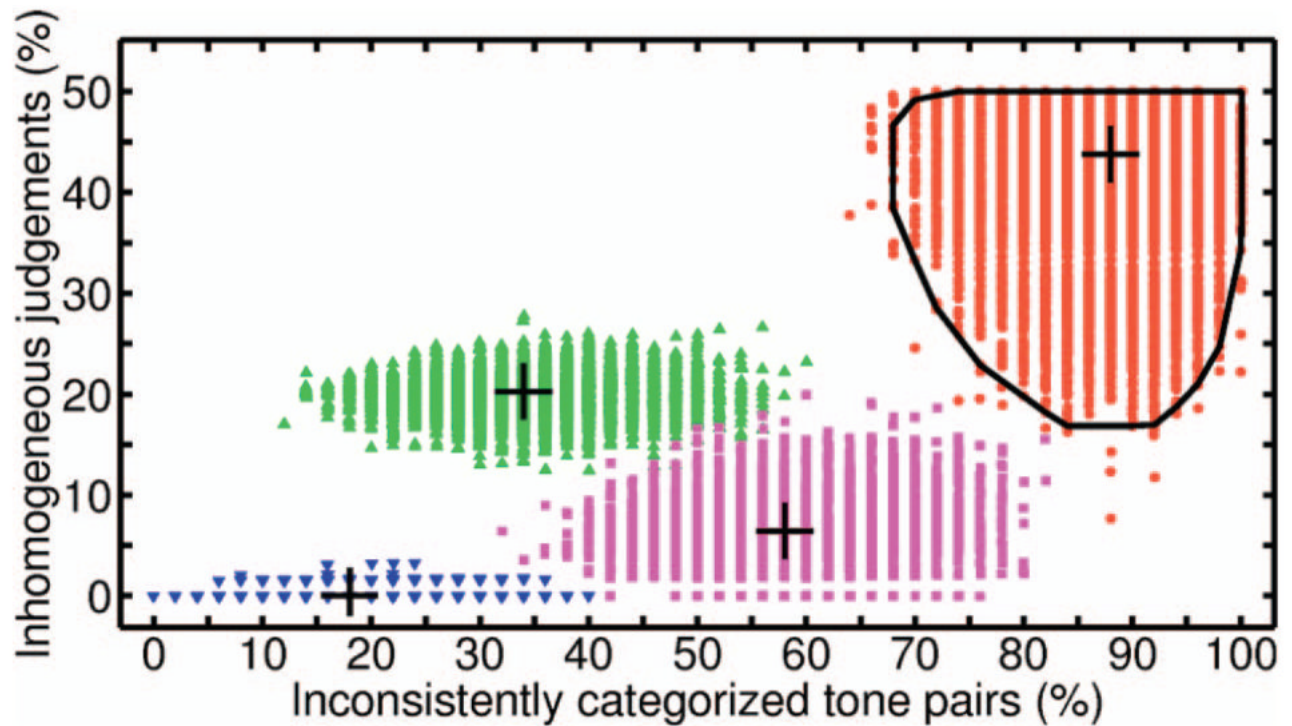 Inhomogeneous judgements (%)
50
40
30
20
10
0
0 10 20 30 40 50 60 70 80 90 100
Inconsistently categorized tone pairs (%)